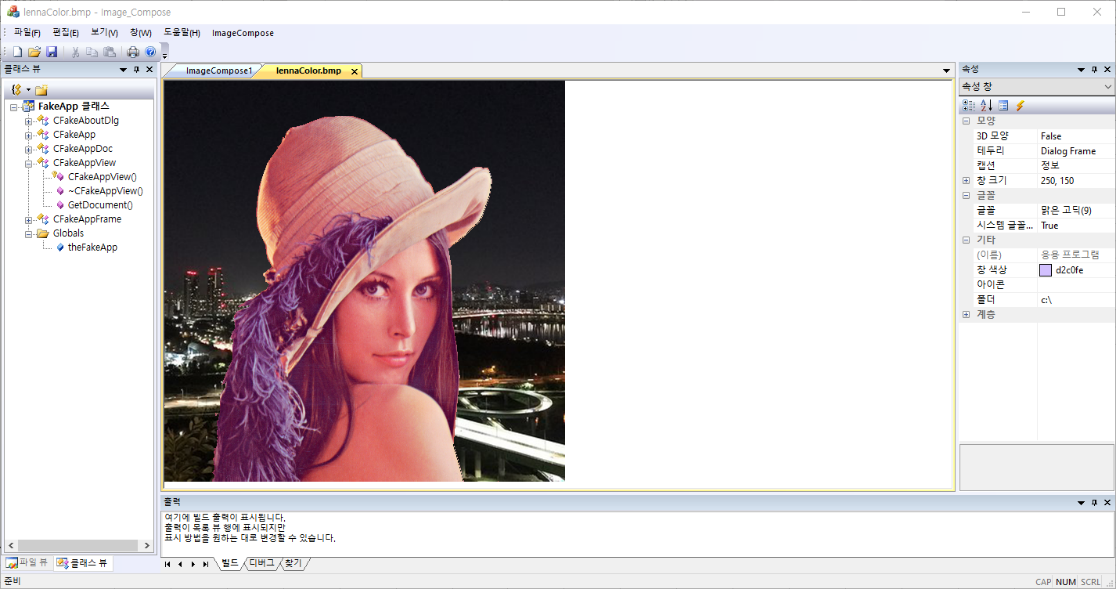 lennaColor.bmp - Image_Compose
파일(F) 편집(E) 보기(V) 창(W) 도움말(H) ImageCompose
클래스 뷰
FakeApp 클래스
CFakeAboutDlg
CFakeApp
CFakeAppDoc
CFakeAppView
CFakeAppView()
~CFakeAppView()
GetDocument()
CFakeAppFrame
Globals
theFakeApp
파일 뷰 클래스 뷰
ImageCompose1 lennaColor.bmp
속성
속성 창
모양
3D 모양 False
테두리 Dialog Frame
캡션 정보
창 크기 250, 150
글꼴
글꼴 맑은 고딕(9)
시스템 글꼴... True
기타
(이름) 응용 프로그램
창 색상 d2c0fe
아이콘
폴더 c:\
계층
출력
여기에 빌드 출력이 표시됩니다.
출력이 목록 뷰 행에 표시되지만
표시 방법을 원하는 대로 변경할 수 있습니다.
빌드 디버그 찾기
준비
CAP NUM SCRL